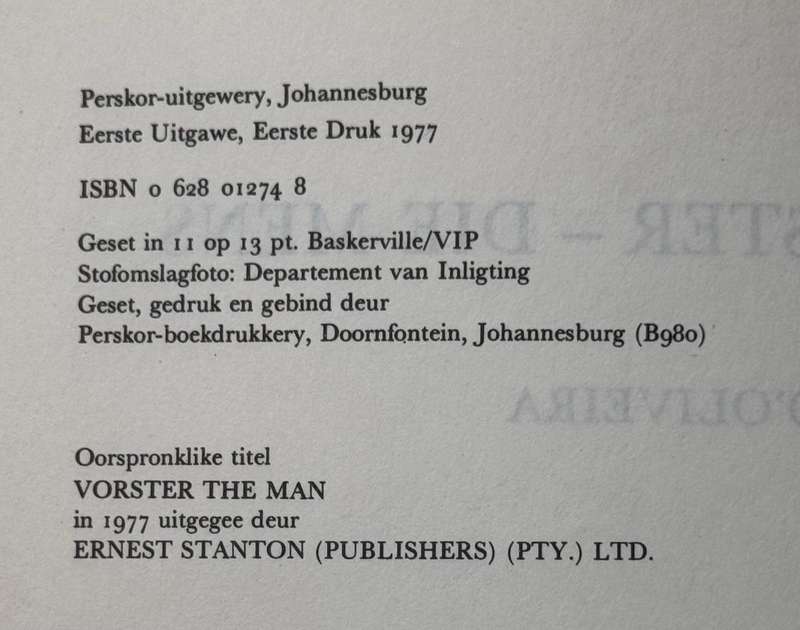 Perskor-uitgewery, Johannesburg
Eerste Uitgawe, Eerste Druk 1977
ISBN 0 628 01274 8
Geset in 11 op 13 pt. Baskerville/VIP
Stofomslagfoto: Departement van Inligting
Geset, gedruk en gebind deur
Perskor-boekdrukkery, Doornfontein, Johannesburg (B980)
Oorspronklike titel
VORSTER THE MAN
in 1977 uitgegee deur
ERNEST STANTON (PUBLISHERS) (PTY.) LTD.